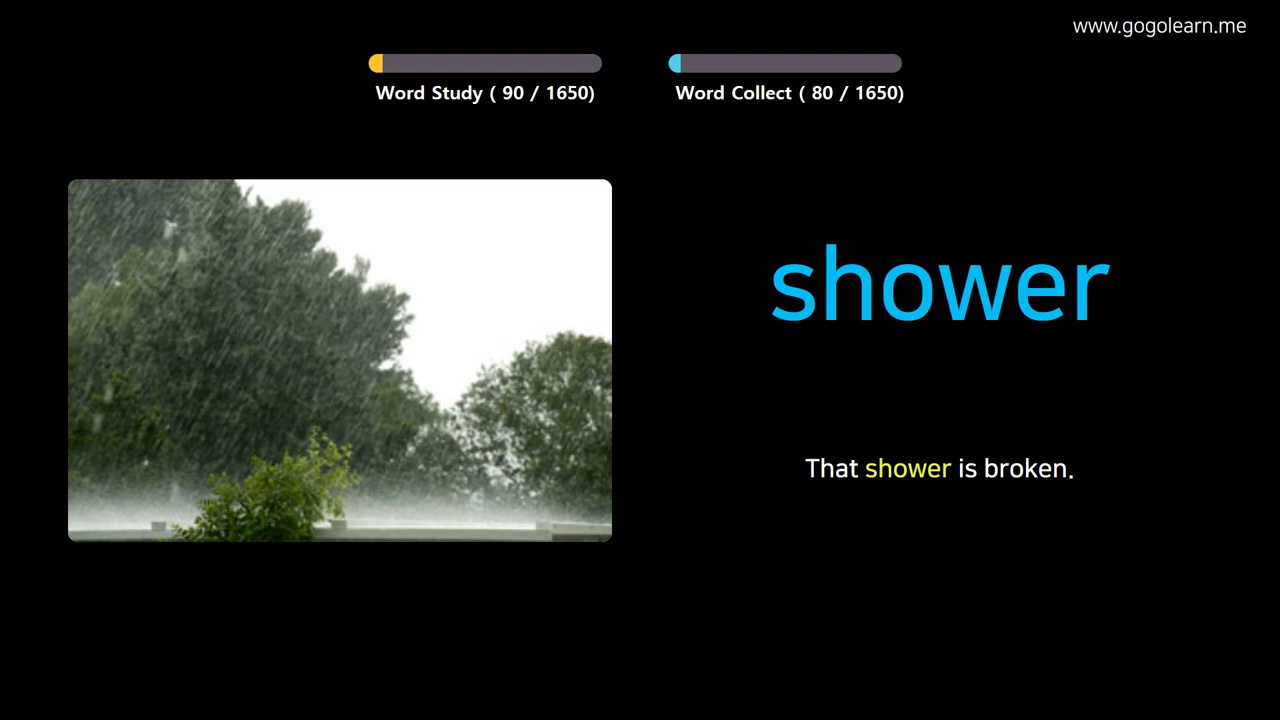 www.gogolearn.me
Word Study ( 90 / 1650)
Word Collect ( 80 / 1650)
shower
That shower is broken.